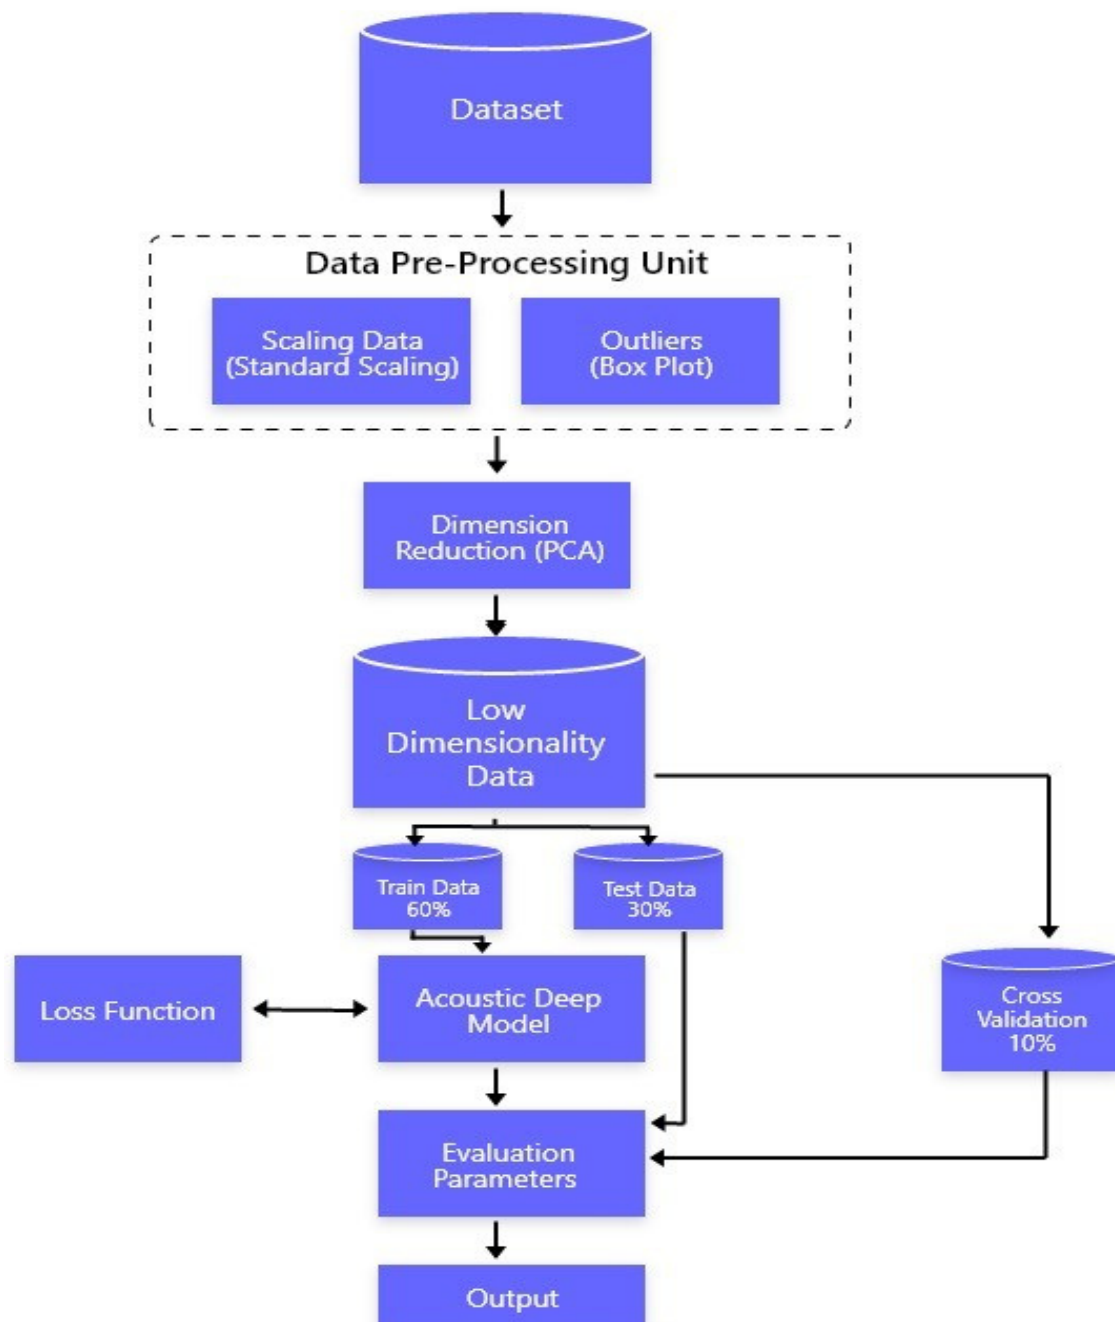 Dataset
Data Pre-Processing Unit
Scaling Data
(Standard Scaling)
Outliers
(Box Plot)
Dimension
Reduction (PCA)
Low
Dimensionality
Data
Train Data
60%
Test Data
30%
Loss Function
Acoustic Deep
Model
Cross
Validation
10%
Evaluation
Parameters
Output